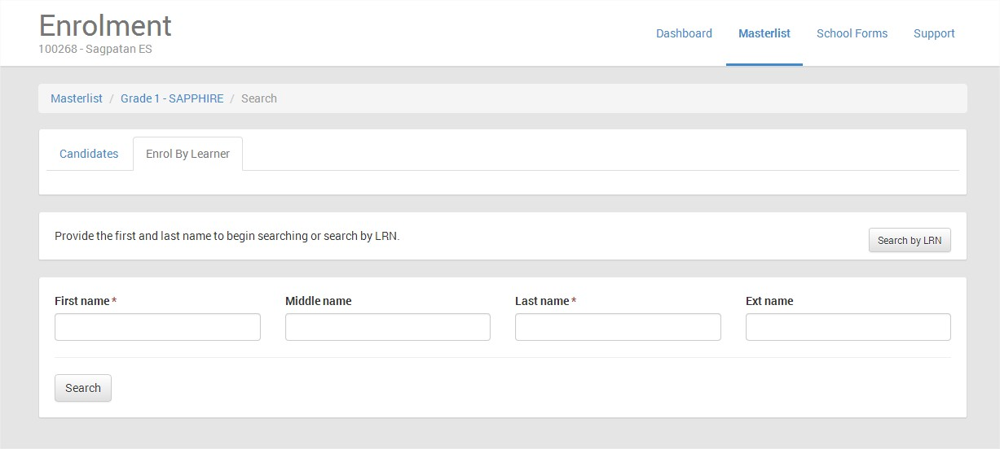 Enrolment
100268 - Sagpatan ES
Dashboard Masterlist School Forms Support
Masterlist / Grade 1 - SAPPHIRE / Search
Candidates Enrol By Learner
Provide the first and last name to begin searching or search by LRN.
Search by LRN
First name * Middle name Last name * Ext name
Search